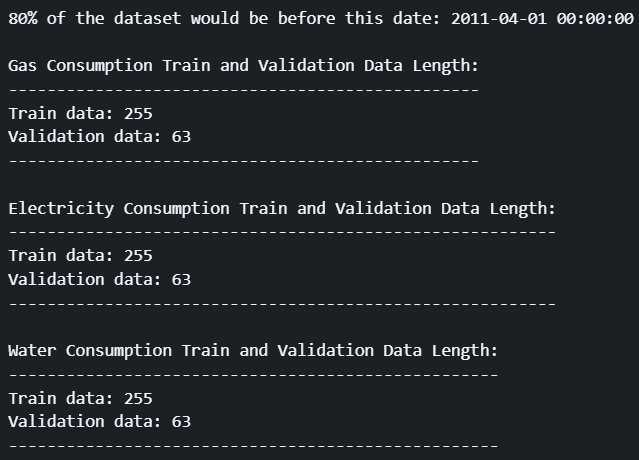 80% of the dataset would be before this date: 2011-04-01 00:00:00
Gas Consumption Train and Validation Data Length:
-------------------------------------------------
Train data: 255
Validation data: 63
-------------------------------------------------
Electricity Consumption Train and Validation Data Length:
---------------------------------------------------------
Train data: 255
Validation data: 63
---------------------------------------------------------
Water Consumption Train and Validation Data Length:
---------------------------------------------------
Train data: 255
Validation data: 63
---------------------------------------------------